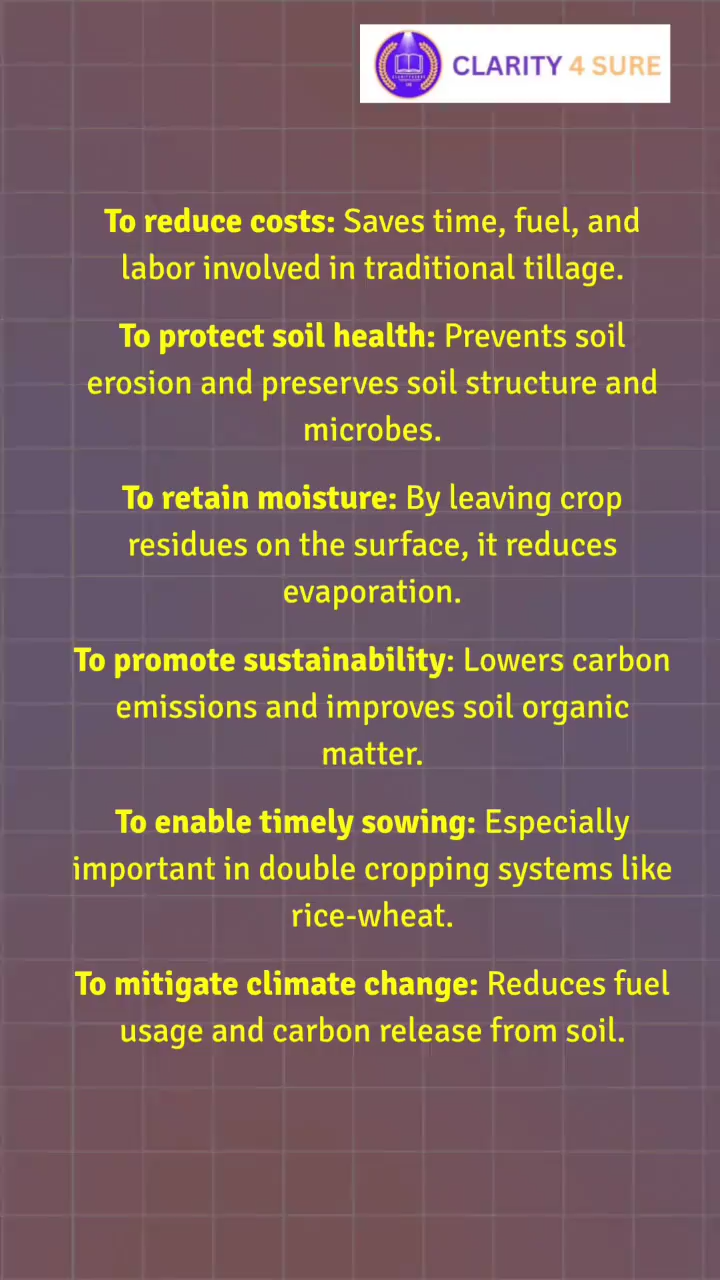 CLARITY 4 SURE
To reduce costs: Saves time, fuel, and
labor involved in traditional tillage.
To protect soil health: Prevents soil
erosion and preserves soil structure and
microbes.
To retain moisture: By leaving crop
residues on the surface, it reduces
evaporation.
To promote sustainability: Lowers carbon
emissions and improves soil organic
matter.
To enable timely sowing: Especially
important in double cropping systems like
rice-wheat.
To mitigate climate change: Reduces fuel
usage and carbon release from soil.